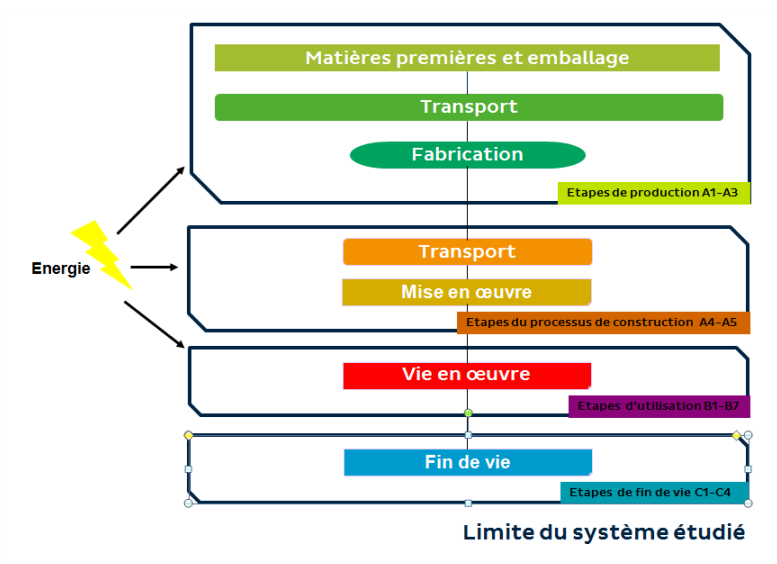 Matières premières et emballage
Transport
Fabrication
Etapes de production A1-A3
Energie
Transport
Mise en œuvre
Etapes du processus de construction A4-A5
Vie en œuvre
Etapes d'utilisation B1-B7
Fin de vie
Etapes de fin de vie C1-C4
Limite du système étudié